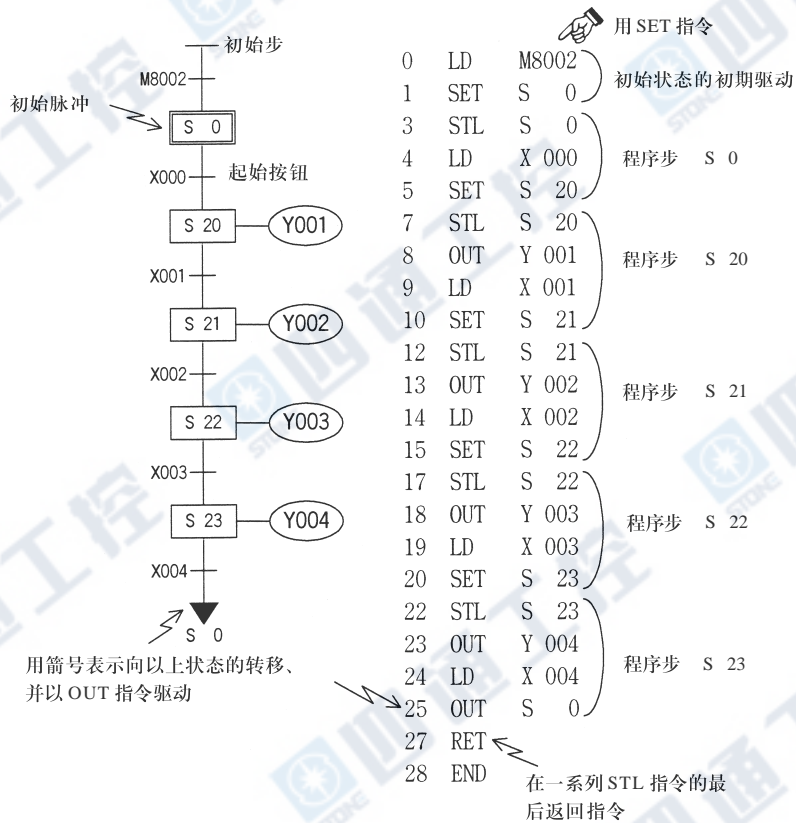 初始步
M8002
初始脉冲
S 0
X000
起始按钮
S 20
Y001
X001
S 21
Y002
X002
S 22
Y003
X003
S 23
Y004
X004
S 0
用箭号表示向以上状态的转移、
并以 OUT 指令驱动
用 SET 指令
0 LD M8002
1 SET S 0
初始状态的初期驱动
3 STL S 0
4 LD X 000
5 SET S 20
程序步 S 0
7 STL S 20
8 OUT Y 001
9 LD X 001
10 SET S 21
程序步 S 20
12 STL S 21
13 OUT Y 002
14 LD X 002
15 SET S 22
程序步 S 21
17 STL S 22
18 OUT Y 003
19 LD X 003
20 SET S 23
程序步 S 22
22 STL S 23
23 OUT Y 004
24 LD X 004
25 OUT S 0
程序步 S 23
27 RET
28 END
在一系列 STL 指令的最
后返回指令
四通工控
STONE